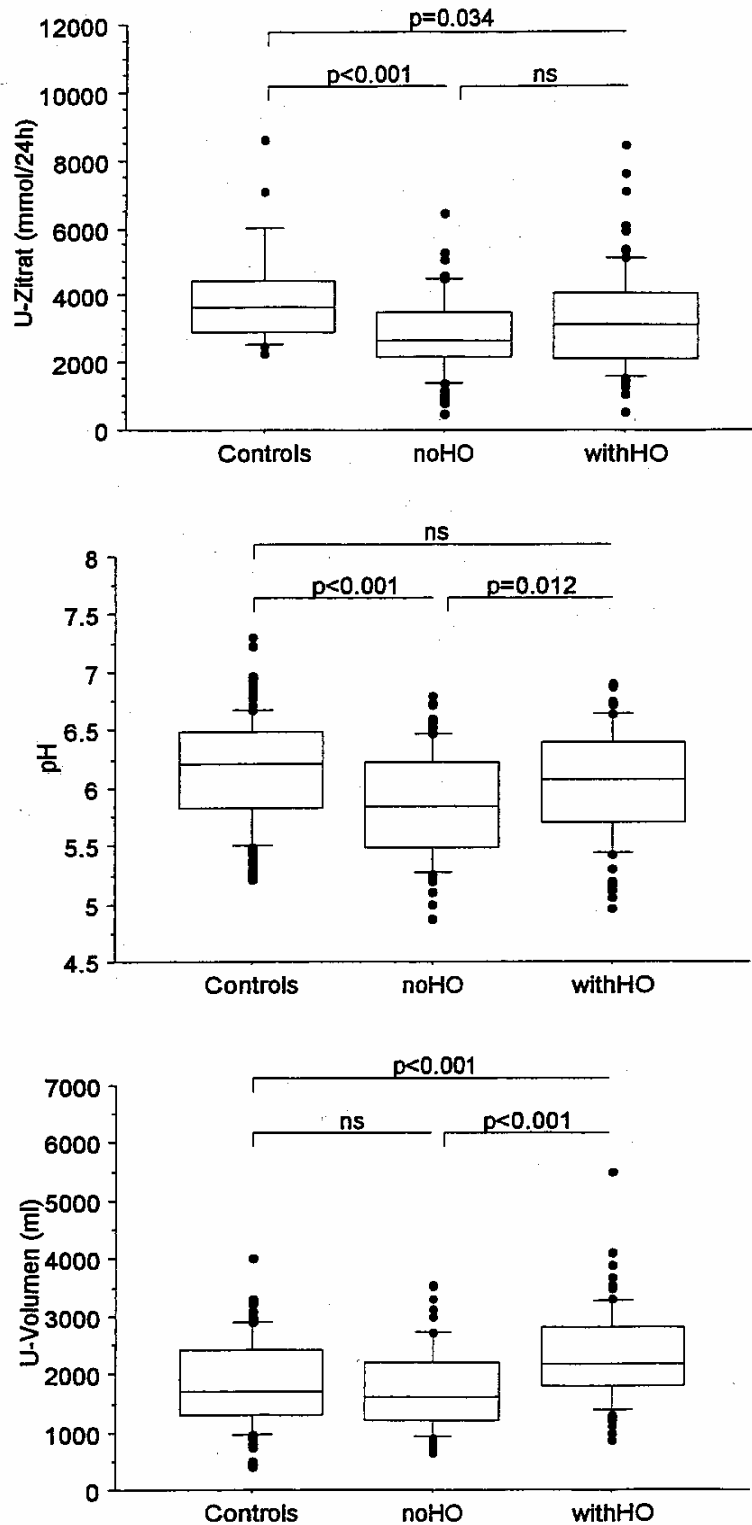 p=0.034
p<0.001 ns
U-Zitrat (mmol/24h)
12000
10000
8000
6000
4000
2000
0
Controls noHO withHO
ns
p<0.001 p=0.012
pH
8
7.5
7
6.5
6
5.5
5
4.5
Controls noHO withHO
p<0.001
ns p<0.001
U-Volumen (ml)
7000
6000
5000
4000
3000
2000
1000
0
Controls noHO withHO